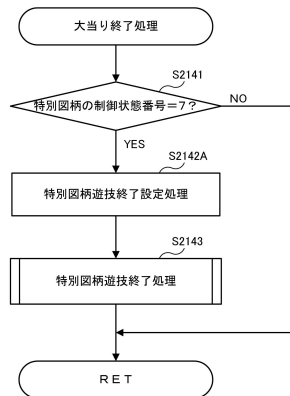 大当り終了処理
S2141
特別図柄の制御状態番号=7?
NO
YES
S2142A
特別図柄遊技終了設定処理
S2143
特別図柄遊技終了処理
RET